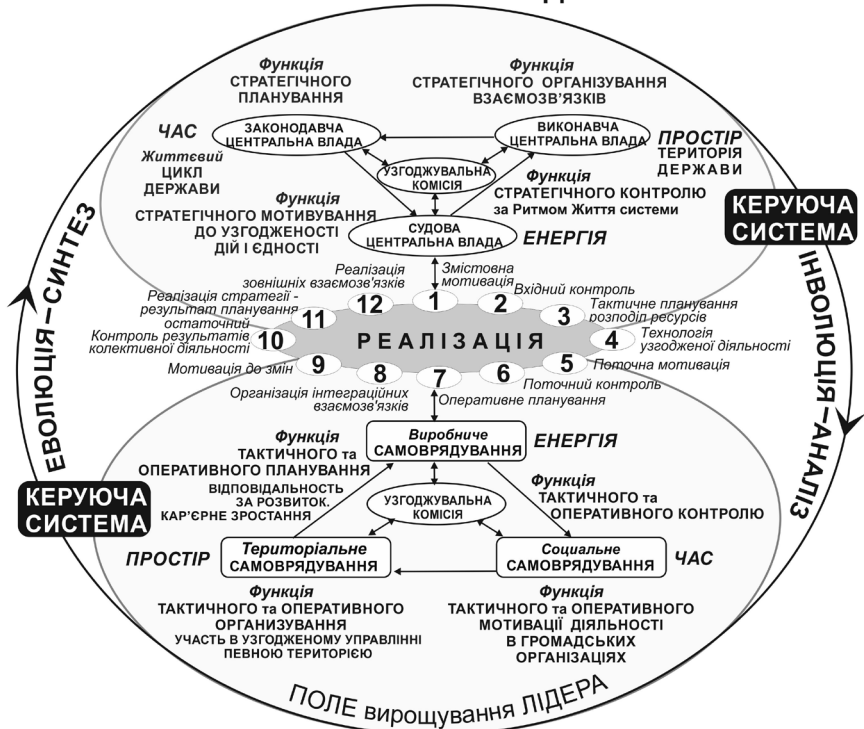 Функція
СТРАТЕГІЧНОГО
ПЛАНУВАННЯ
Функція
СТРАТЕГІЧНОГО ОРГАНІЗУВАННЯ
ВЗАЄМОЗВ'ЯЗКІВ
ЧАС
Життєвий
ЦИКЛ
ДЕРЖАВИ
ЗАКОНОДАВЧА
ЦЕНТРАЛЬНА ВЛАДА
ВИКОНАВЧА
ЦЕНТРАЛЬНА ВЛАДА
ПРОСТІР
ТЕРИТОРІЯ
ДЕРЖАВИ
УЗГОДЖУВАЛЬНА
КОМІСІЯ
Функція
СТРАТЕГІЧНОГО МОТИВУВАННЯ
ДО УЗГОДЖЕНОСТІ
ДІЙ І ЄДНОСТІ
Функція
СТРАТЕГІЧНОГО КОНТРОЛЮ
за Ритмом Життя системи
СУДОВА
ЦЕНТРАЛЬНА ВЛАДА
ЕНЕРГІЯ
КЕРУЮЧА
СИСТЕМА
ЕВОЛЮЦІЯ–СИНТЕЗ
ІНВОЛЮЦІЯ–АНАЛІЗ
1
Змістовна
мотивація
2
Вхідний контроль
3
Тактичне планування
розподіл ресурсів
4
Технологія
узгодженої діяльності
5
Поточна мотивація
6
Поточний контроль
7
Оперативне планування
8
Організація інтеграційних
взаємозв'язків
9
Мотивація до змін
10
Контроль результатів
колективної діяльності
11
Реалізація стратегії -
результат планування
остаточний
12
Реалізація
зовнішніх взаємозв'язків
РЕАЛІЗАЦІЯ
Виробниче
САМОВРЯДУВАННЯ
ЕНЕРГІЯ
Функція
ТАКТИЧНОГО та
ОПЕРАТИВНОГО ПЛАНУВАННЯ
ВІДПОВІДАЛЬНОСТЬ
ЗА РОЗВИТОК.
КАР'ЄРНЕ ЗРОСТАННЯ
КЕРУЮЧА
СИСТЕМА
УЗГОДЖУВАЛЬНА
КОМІСІЯ
Функція
ТАКТИЧНОГО та
ОПЕРАТИВНОГО КОНТРОЛЮ
ПРОСТІР
Територіальне
САМОВРЯДУВАННЯ
Социальне
САМОВРЯДУВАННЯ
ЧАС
Функція
ТАКТИЧНОГО та ОПЕРАТИВНОГО
ОРГАНИЗУВАННЯ
УЧАСТЬ В УЗГОДЖЕНОМУ УПРАВЛІННІ
ПЕВНОЮ ТЕРИТОРІЄЮ
Функція
ТАКТИЧНОГО та ОПЕРАТИВНОГО
МОТИВАЦІЇ ДІЯЛЬНОСТІ
В ГРОМАДСЬКИХ
ОРГАНІЗАЦІЯХ
ПОЛЕ вирощування ЛІДЕРА